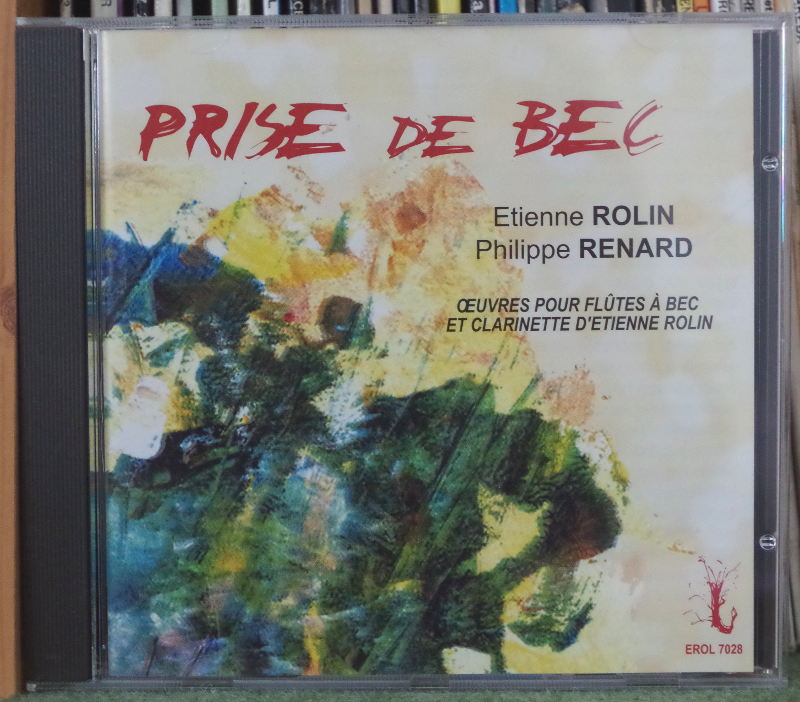 PRISE DE BEC
Etienne ROLIN
Philippe RENARD
ŒUVRES POUR FLÛTES À BEC
ET CLARINETTE D'ETIENNE ROLIN
EROL 7028